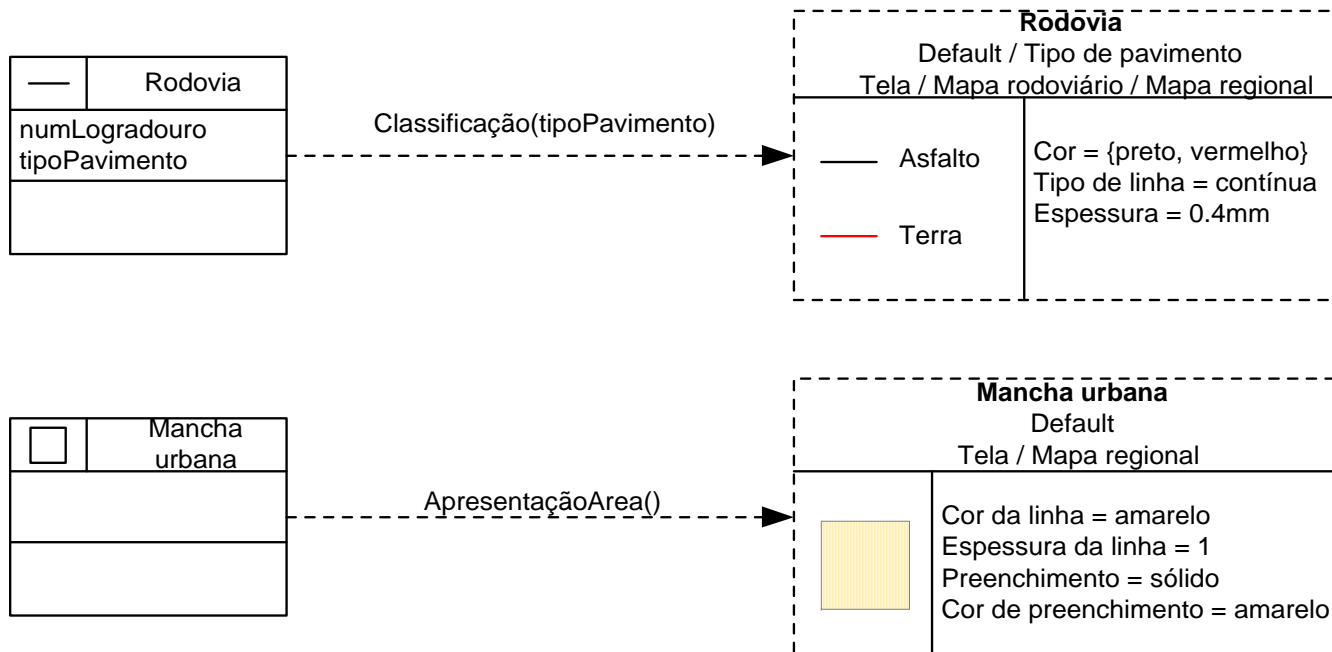 Rodovia
numLogradouro
tipoPavimento
Classificação(tipoPavimento)
Rodovia
Default / Tipo de pavimento
Tela / Mapa rodoviário / Mapa regional
Asfalto
Terra
Cor = {preto, vermelho}
Tipo de linha = contínua
Espessura = 0.4mm
Mancha
urbana
ApresentaçãoArea()
Mancha urbana
Default
Tela / Mapa regional
Cor da linha = amarelo
Espessura da linha = 1
Preenchimento = sólido
Cor de preenchimento = amarelo